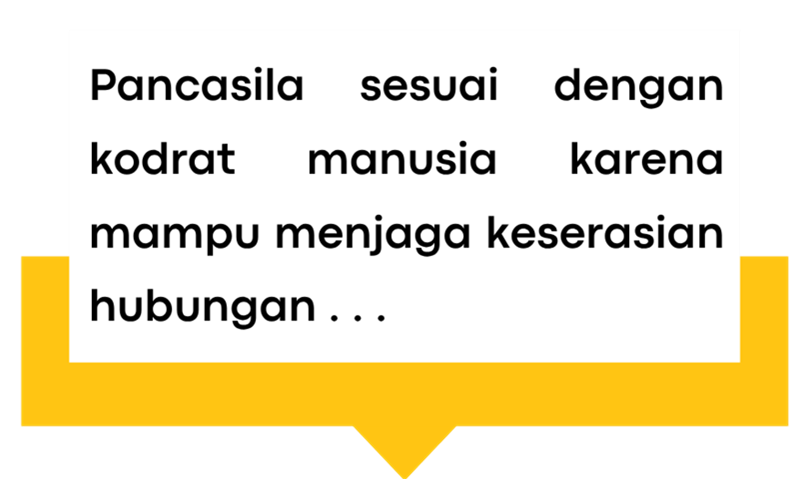 Pancasila sesuai dengan
kodrat manusia karena
mampu menjaga keserasian
hubungan . . .